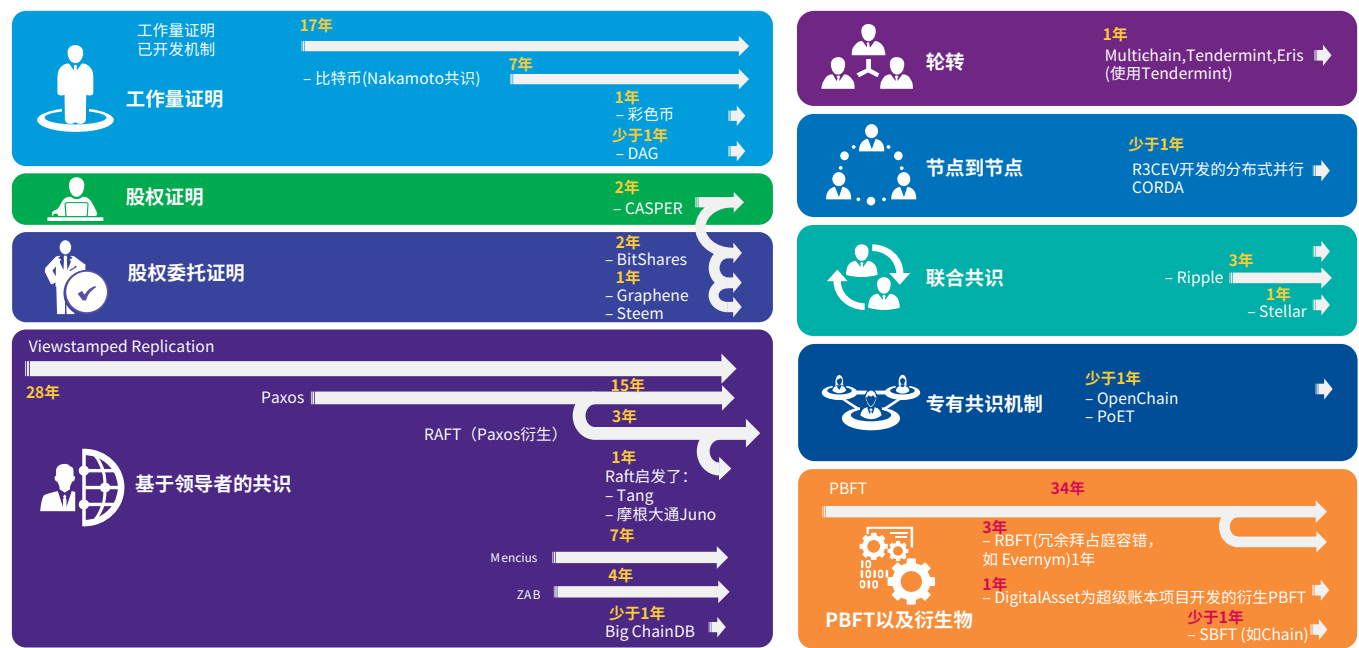 工作量证明
已开发机制
17年
7年
– 比特币(Nakamoto共识)
工作量证明
1年
– 彩色币
少于1年
– DAG
股权证明
2年
– CASPER
股权委托证明
2年
– BitShares
1年
– Graphene
– Steem
Viewstamped Replication
28年
15年
Paxos
3年
RAFT（Paxos衍生）
1年
Raft启发了：
– Tang
– 摩根大通Juno
基于领导者的共识
7年
Mencius
4年
ZAB
少于1年
Big ChainDB
轮转
1年
Multichain,Tendermint,Eris
(使用Tendermint)
节点到节点
少于1年
R3CEV开发的分布式并行
CORDA
联合共识
3年
– Ripple
1年
– Stellar
专有共识机制
少于1年
– OpenChain
– PoET
PBFT
34年
3年
– RBFT(冗余拜占庭容错，
如 Evernym)1年
10
10101
010
1年
– DigitalAsset为超级账本项目开发的衍生PBFT
PBFT以及衍生物
少于1年
– SBFT (如Chain)